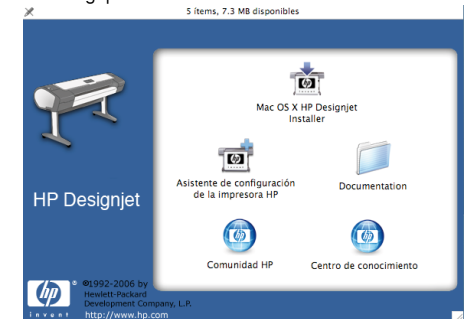 5 ítems, 7.3 MB disponibles
Mac OS X HP Designjet
Installer
Asistente de configuración
de la impresora HP
Documentation
HP Designjet
Comunidad HP
Centro de conocimiento
hp
®
invent
©1992-2006 by
Hewlett-Packard
Development Company, L.P.
http://www.hp.com